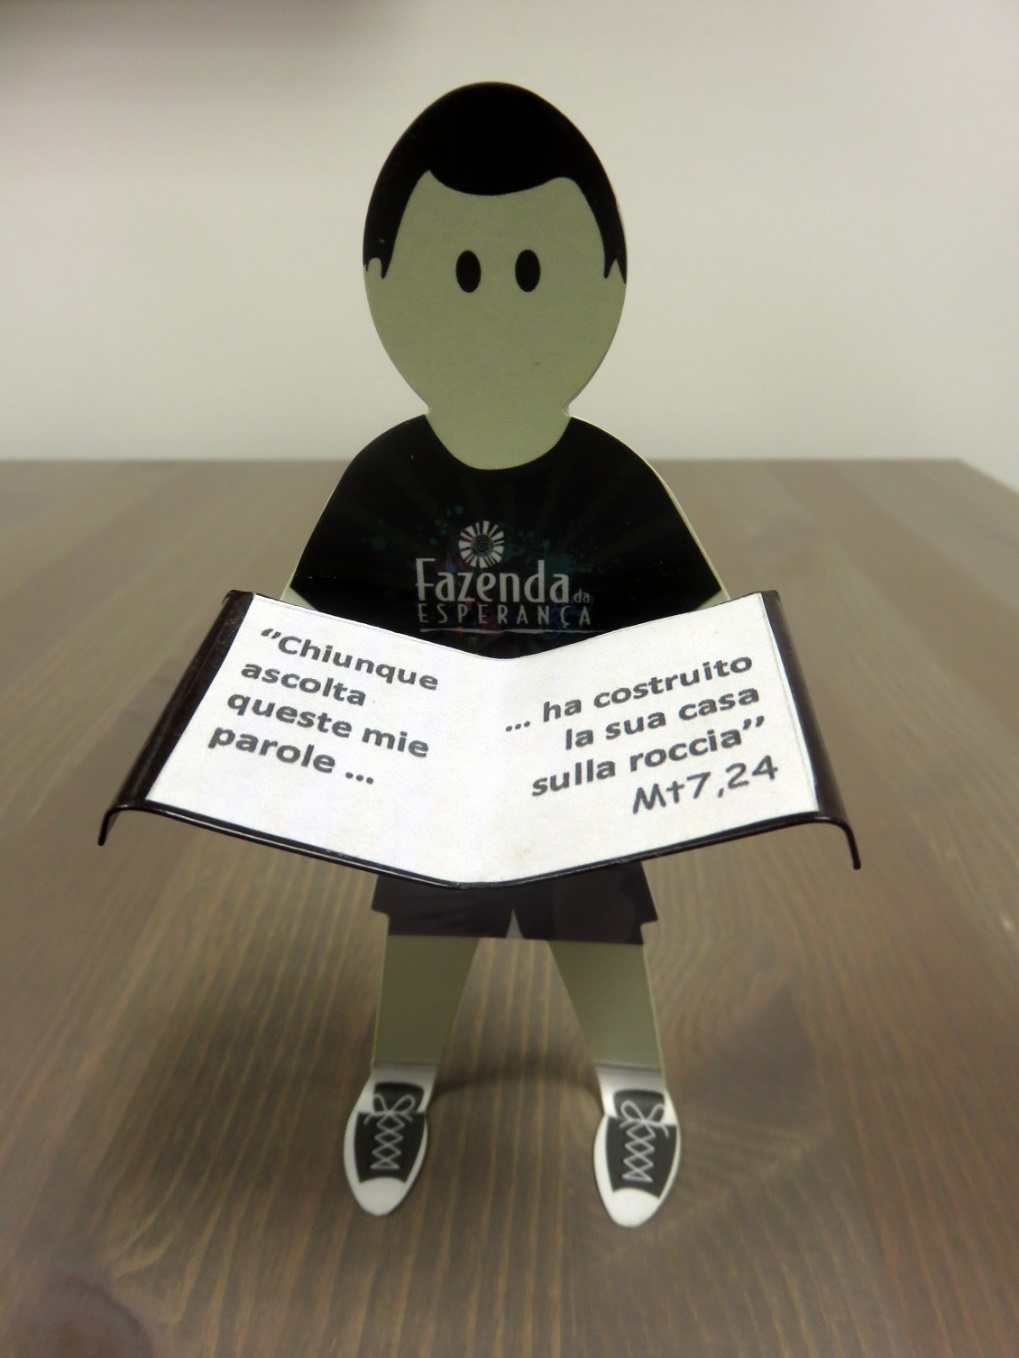 Fazenda da
ESPERANÇA
“Chiunque
ascolta
queste mie
parole ...
... ha costruito
la sua casa
sulla roccia”
Mt7,24